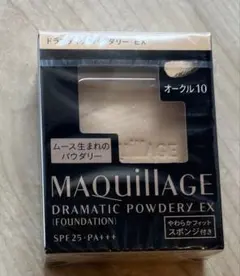 オークル10
ムース生まれの
パウダリー
MAQuillAGE
DRAMATIC POWDERY EX
(FOUNDATION)
SPF25・PA+++
やわらかフィット
スポンジ付き